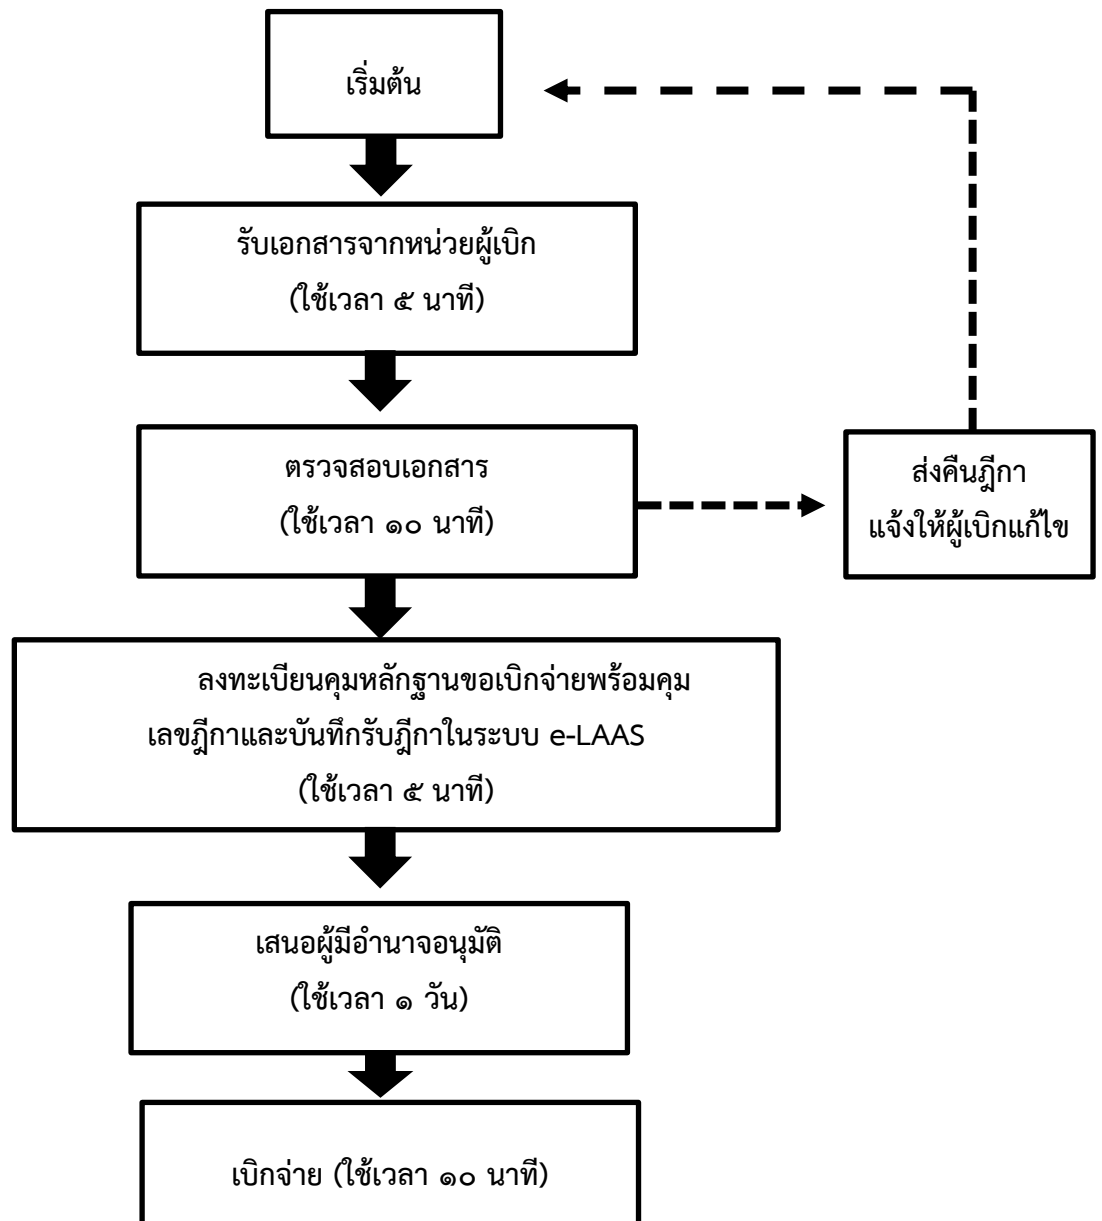 เริ่มต้น
รับเอกสารจากหน่วยผู้เบิก
(ใช้เวลา ๕ นาที)
ตรวจสอบเอกสาร
(ใช้เวลา ๑๐ นาที)
ส่งคืนฎีกา
แจ้งให้ผู้เบิกแก้ไข
ลงทะเบียนคุมหลักฐานขอเบิกจ่ายพร้อมคุม
เลขฎีกาและบันทึกรับฎีกาในระบบ e-LAAS
(ใช้เวลา ๕ นาที)
เสนอผู้มีอำนาจอนุมัติ
(ใช้เวลา ๑ วัน)
เบิกจ่าย (ใช้เวลา ๑๐ นาที)